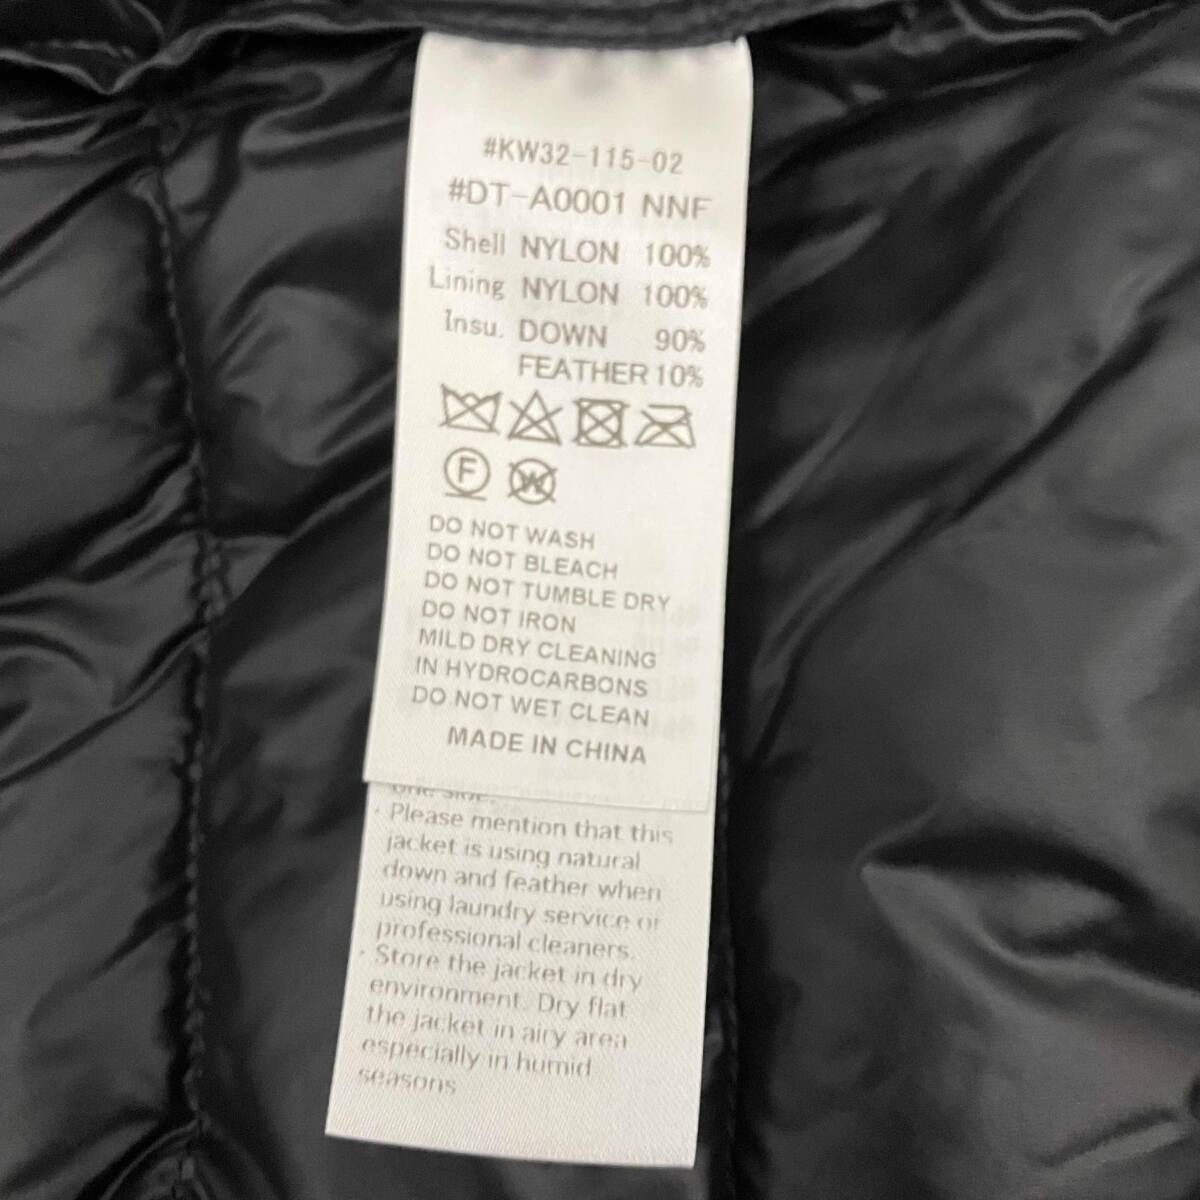 #KW32-115-02
#DT-A0001 NNF
Shell NYLON 100%
Lining NYLON 100%
Insu. DOWN 90%
FEATHER 10%
F
W
DO NOT WASH
DO NOT BLEACH
DO NOT TUMBLE DRY
DO NOT IRON
MILD DRY CLEANING
IN HYDROCARBONS
DO NOT WET CLEAN
MADE IN CHINA
one side.
· Please mention that this
jacket is using natural
down and feather when
using laundry service or
professional cleaners.
· Store the jacket in dry
environment. Dry flat
the jacket in airy area
especially in humid
seasons